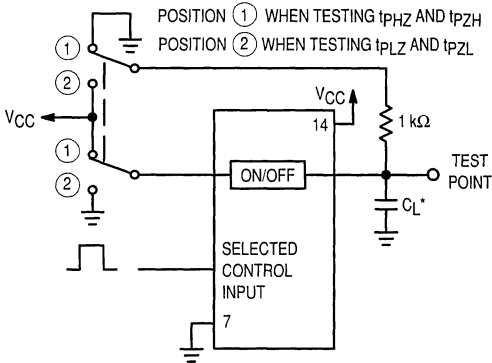 POSITION 1 WHEN TESTING tPHZ AND tPZH
POSITION 2 WHEN TESTING tPLZ AND tPZL
1
2
VCC
1
2
VCC
14
1 kΩ
ON/OFF
TEST
POINT
CL*
SELECTED
CONTROL
INPUT
7